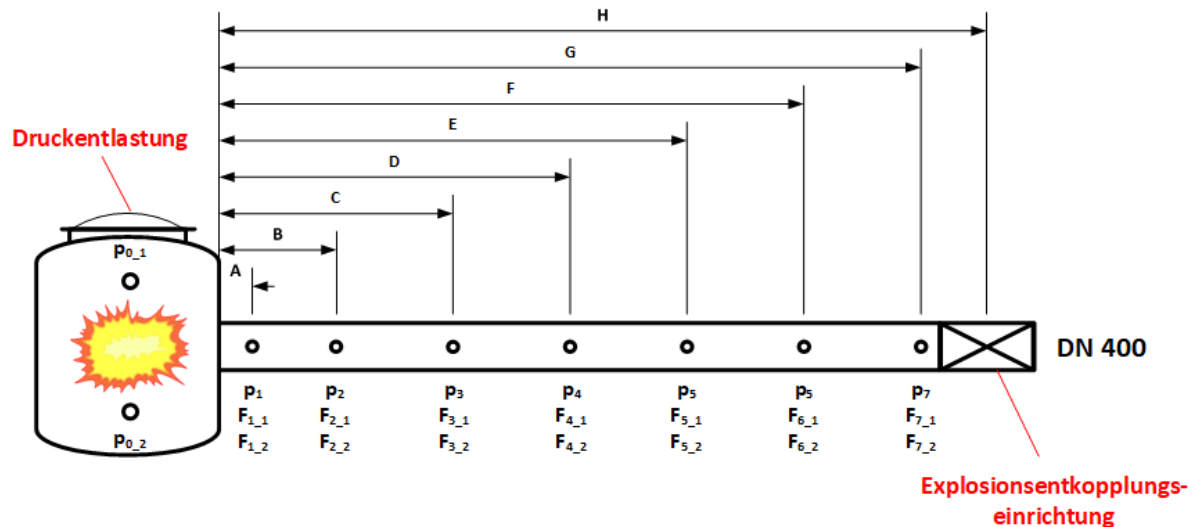 H
G
F
Druckentlastung
E
D
C
B
A
p0_1
p0_2
DN 400
p1 p2 p3 p4 p5 p5 p7
F1_1 F2_1 F3_1 F4_1 F5_1 F6_1 F7_1
F1_2 F2_2 F3_2 F4_2 F5_2 F6_2 F7_2
Explosionsentkopplungs-
einrichtung